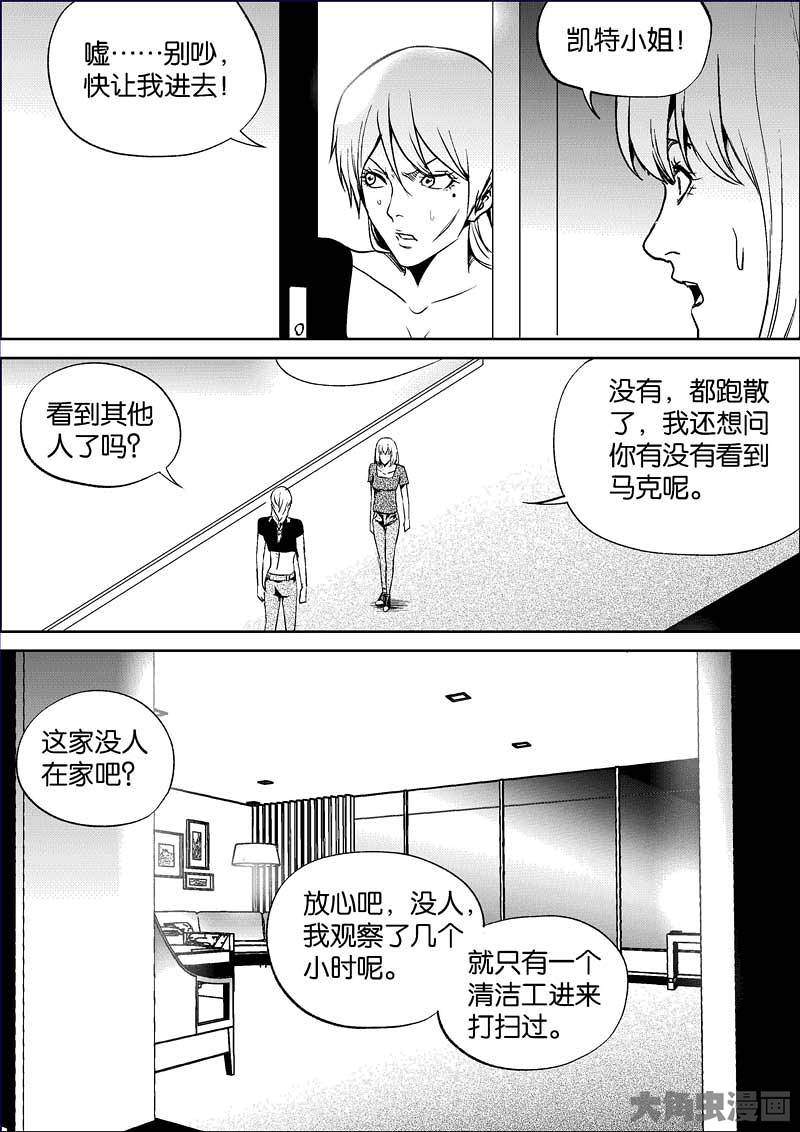 嘘……别吵，
快让我进去！
凯特小姐！
看到其他
人了吗？
没有，都跑散
了，我还想问
你有没有看到
马克呢。
这家没人
在家吧？
放心吧，没人，
我观察了几个
小时呢。
就只有一个
清洁工进来
打扫过。
大角虫漫画